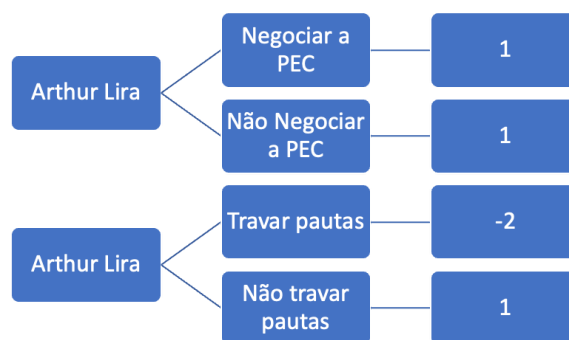 Arthur Lira
Negociar a
PEC
1
Não Negociar
a PEC
1
Arthur Lira
Travar pautas
-2
Não travar
pautas
1